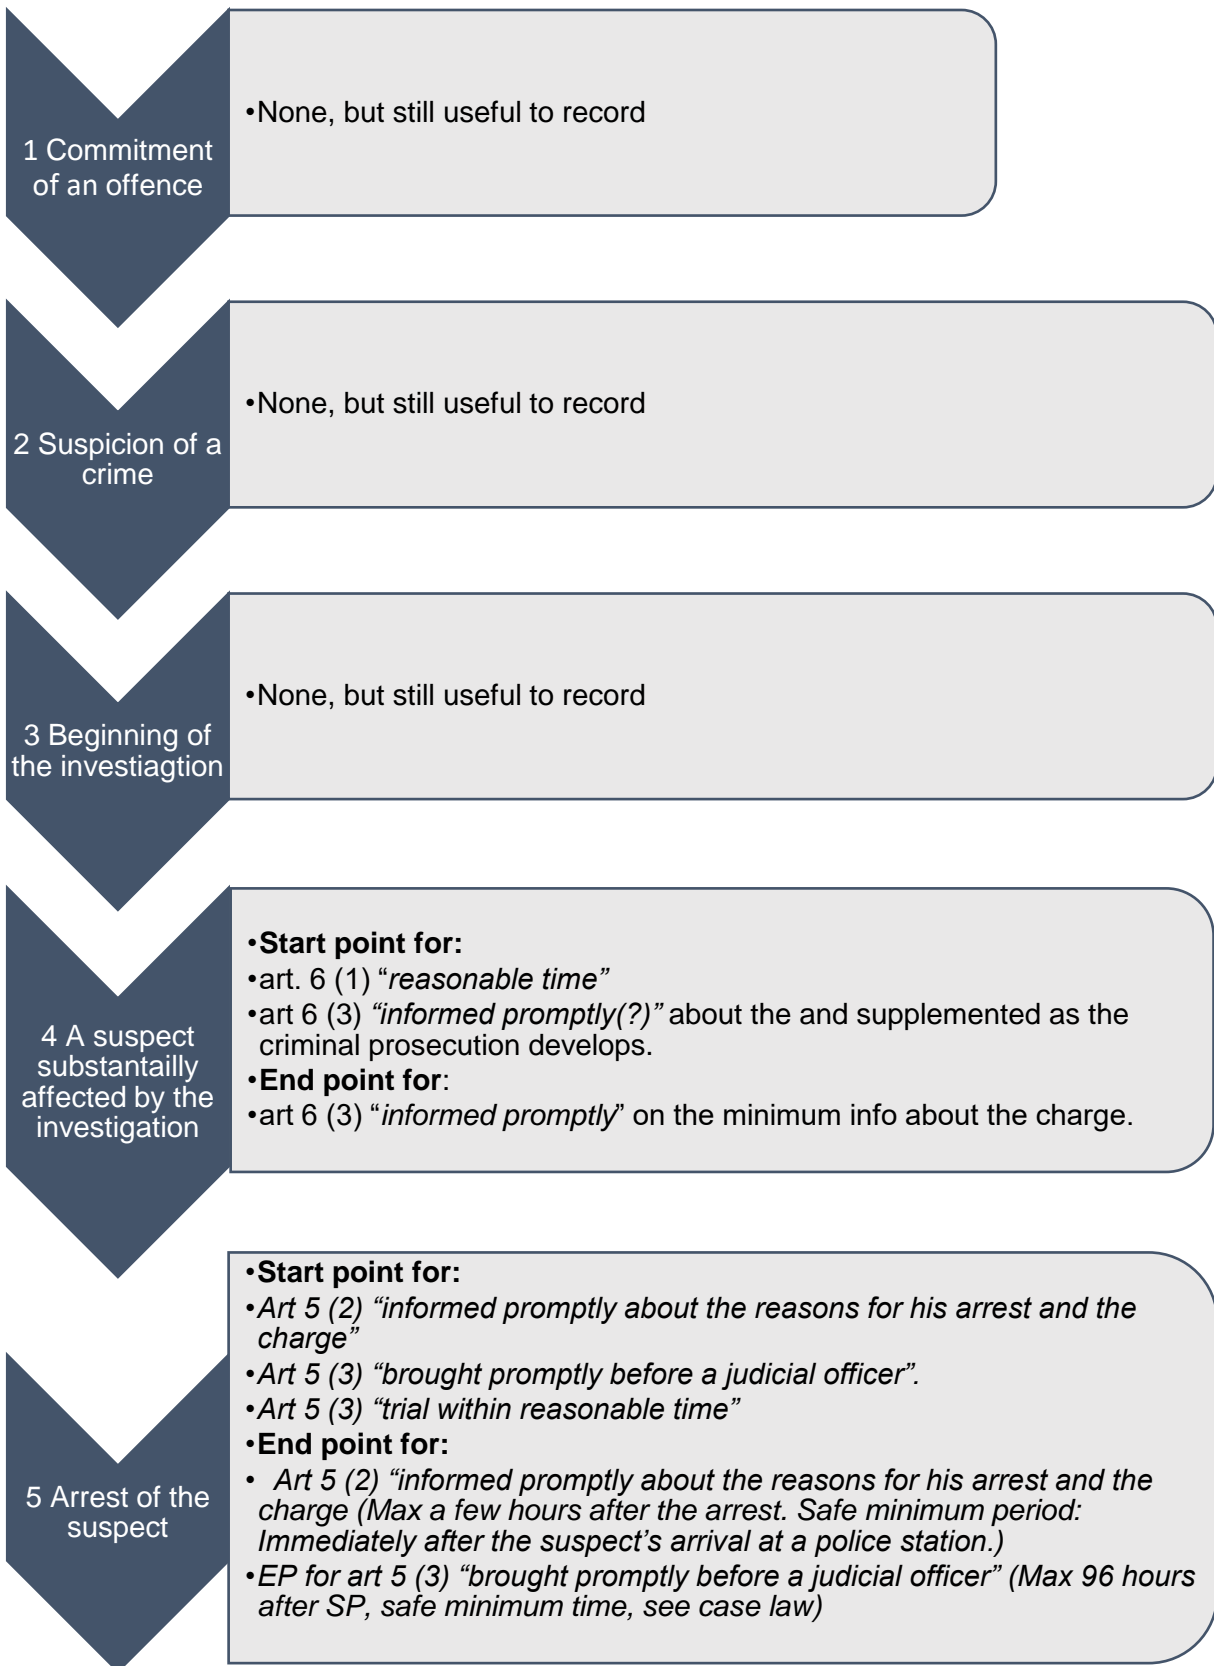 1 Commitment
of an offence
•None, but still useful to record
2 Suspicion of a
crime
•None, but still useful to record
3 Beginning of
the investiagtion
•None, but still useful to record
4 A suspect
substantailly
affected by the
investigation
•Start point for:
•art. 6 (1) “reasonable time”
•art 6 (3) “informed promptly(?)” about the and supplemented as the
criminal prosecution develops.
•End point for:
•art 6 (3) “informed promptly” on the minimum info about the charge.
5 Arrest of the
suspect
•Start point for:
•Art 5 (2) “informed promptly about the reasons for his arrest and the
charge”
•Art 5 (3) “brought promptly before a judicial officer”.
•Art 5 (3) “trial within reasonable time”
•End point for:
• Art 5 (2) “informed promptly about the reasons for his arrest and the
charge (Max a few hours after the arrest. Safe minimum period:
Immediately after the suspect’s arrival at a police station.)
•EP for art 5 (3) “brought promptly before a judicial officer” (Max 96 hours
after SP, safe minimum time, see case law)